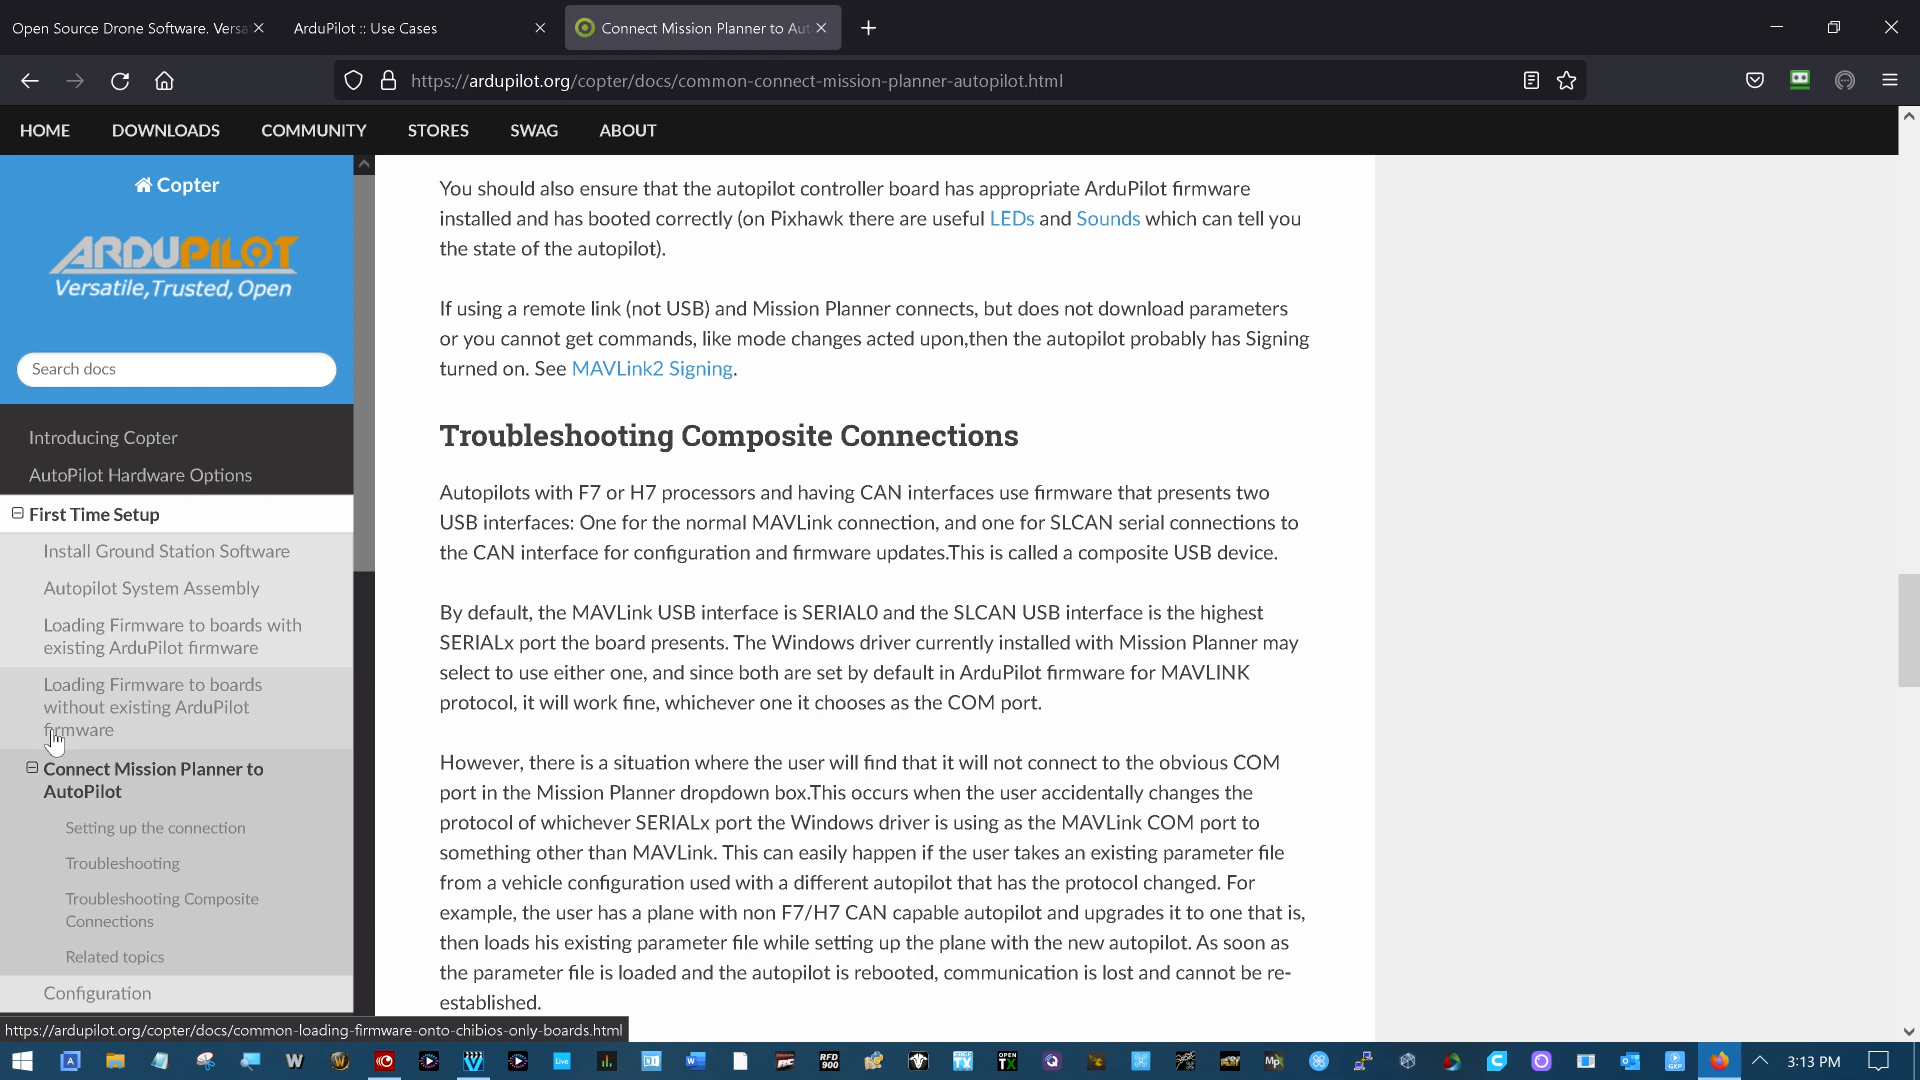 Open Source Drone Software. Versa
ArduPilot :: Use Cases
Connect Mission Planner to Aut
https://ardupilot.org/copter/docs/common-connect-mission-planner-autopilot.html
HOME DOWNLOADS COMMUNITY STORES SWAG ABOUT
Copter
ARDUPILOT
Versatile, Trusted, Open
Search docs
Introducing Copter
AutoPilot Hardware Options
First Time Setup
Install Ground Station Software
Autopilot System Assembly
Loading Firmware to boards with
existing ArduPilot firmware
Loading Firmware to boards
without existing ArduPilot
firmware
Connect Mission Planner to
AutoPilot
Setting up the connection
Troubleshooting
Troubleshooting Composite
Connections
Related topics
Configuration
You should also ensure that the autopilot controller board has appropriate ArduPilot firmware
installed and has booted correctly (on Pixhawk there are useful LEDs and Sounds which can tell you
the state of the autopilot).
If using a remote link (not USB) and Mission Planner connects, but does not download parameters
or you cannot get commands, like mode changes acted upon,then the autopilot probably has Signing
turned on. See MAVLink2 Signing.
Troubleshooting Composite Connections
Autopilots with F7 or H7 processors and having CAN interfaces use firmware that presents two
USB interfaces: One for the normal MAVLink connection, and one for SLCAN serial connections to
the CAN interface for configuration and firmware updates.This is called a composite USB device.
By default, the MAVLink USB interface is SERIAL0 and the SLCAN USB interface is the highest
SERIALx port the board presents. The Windows driver currently installed with Mission Planner may
select to use either one, and since both are set by default in ArduPilot firmware for MAVLINK
protocol, it will work fine, whichever one it chooses as the COM port.
However, there is a situation where the user will find that it will not connect to the obvious COM
port in the Mission Planner dropdown box.This occurs when the user accidentally changes the
protocol of whichever SERIALx port the Windows driver is using as the MAVLink COM port to
something other than MAVLink. This can easily happen if the user takes an existing parameter file
from a vehicle configuration used with a different autopilot that has the protocol changed. For
example, the user has a plane with non F7/H7 CAN capable autopilot and upgrades it to one that is,
then loads his existing parameter file while setting up the plane with the new autopilot. As soon as
the parameter file is loaded and the autopilot is rebooted, communication is lost and cannot be re-
established.
https://ardupilot.org/copter/docs/common-loading-firmware-onto-chibios-only-boards.html
3:13 PM